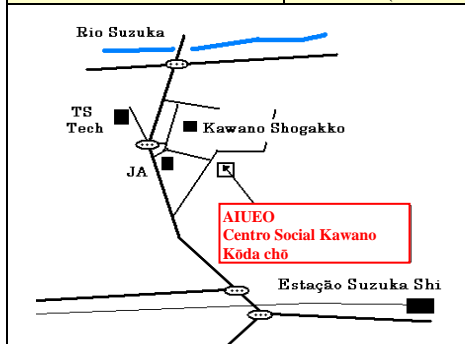 Rio Suzuka
TS
Tech
Kawano Shogakko
JA
AIUEO
Centro Social Kawano
Kōda chō
Estação Suzuka Shi